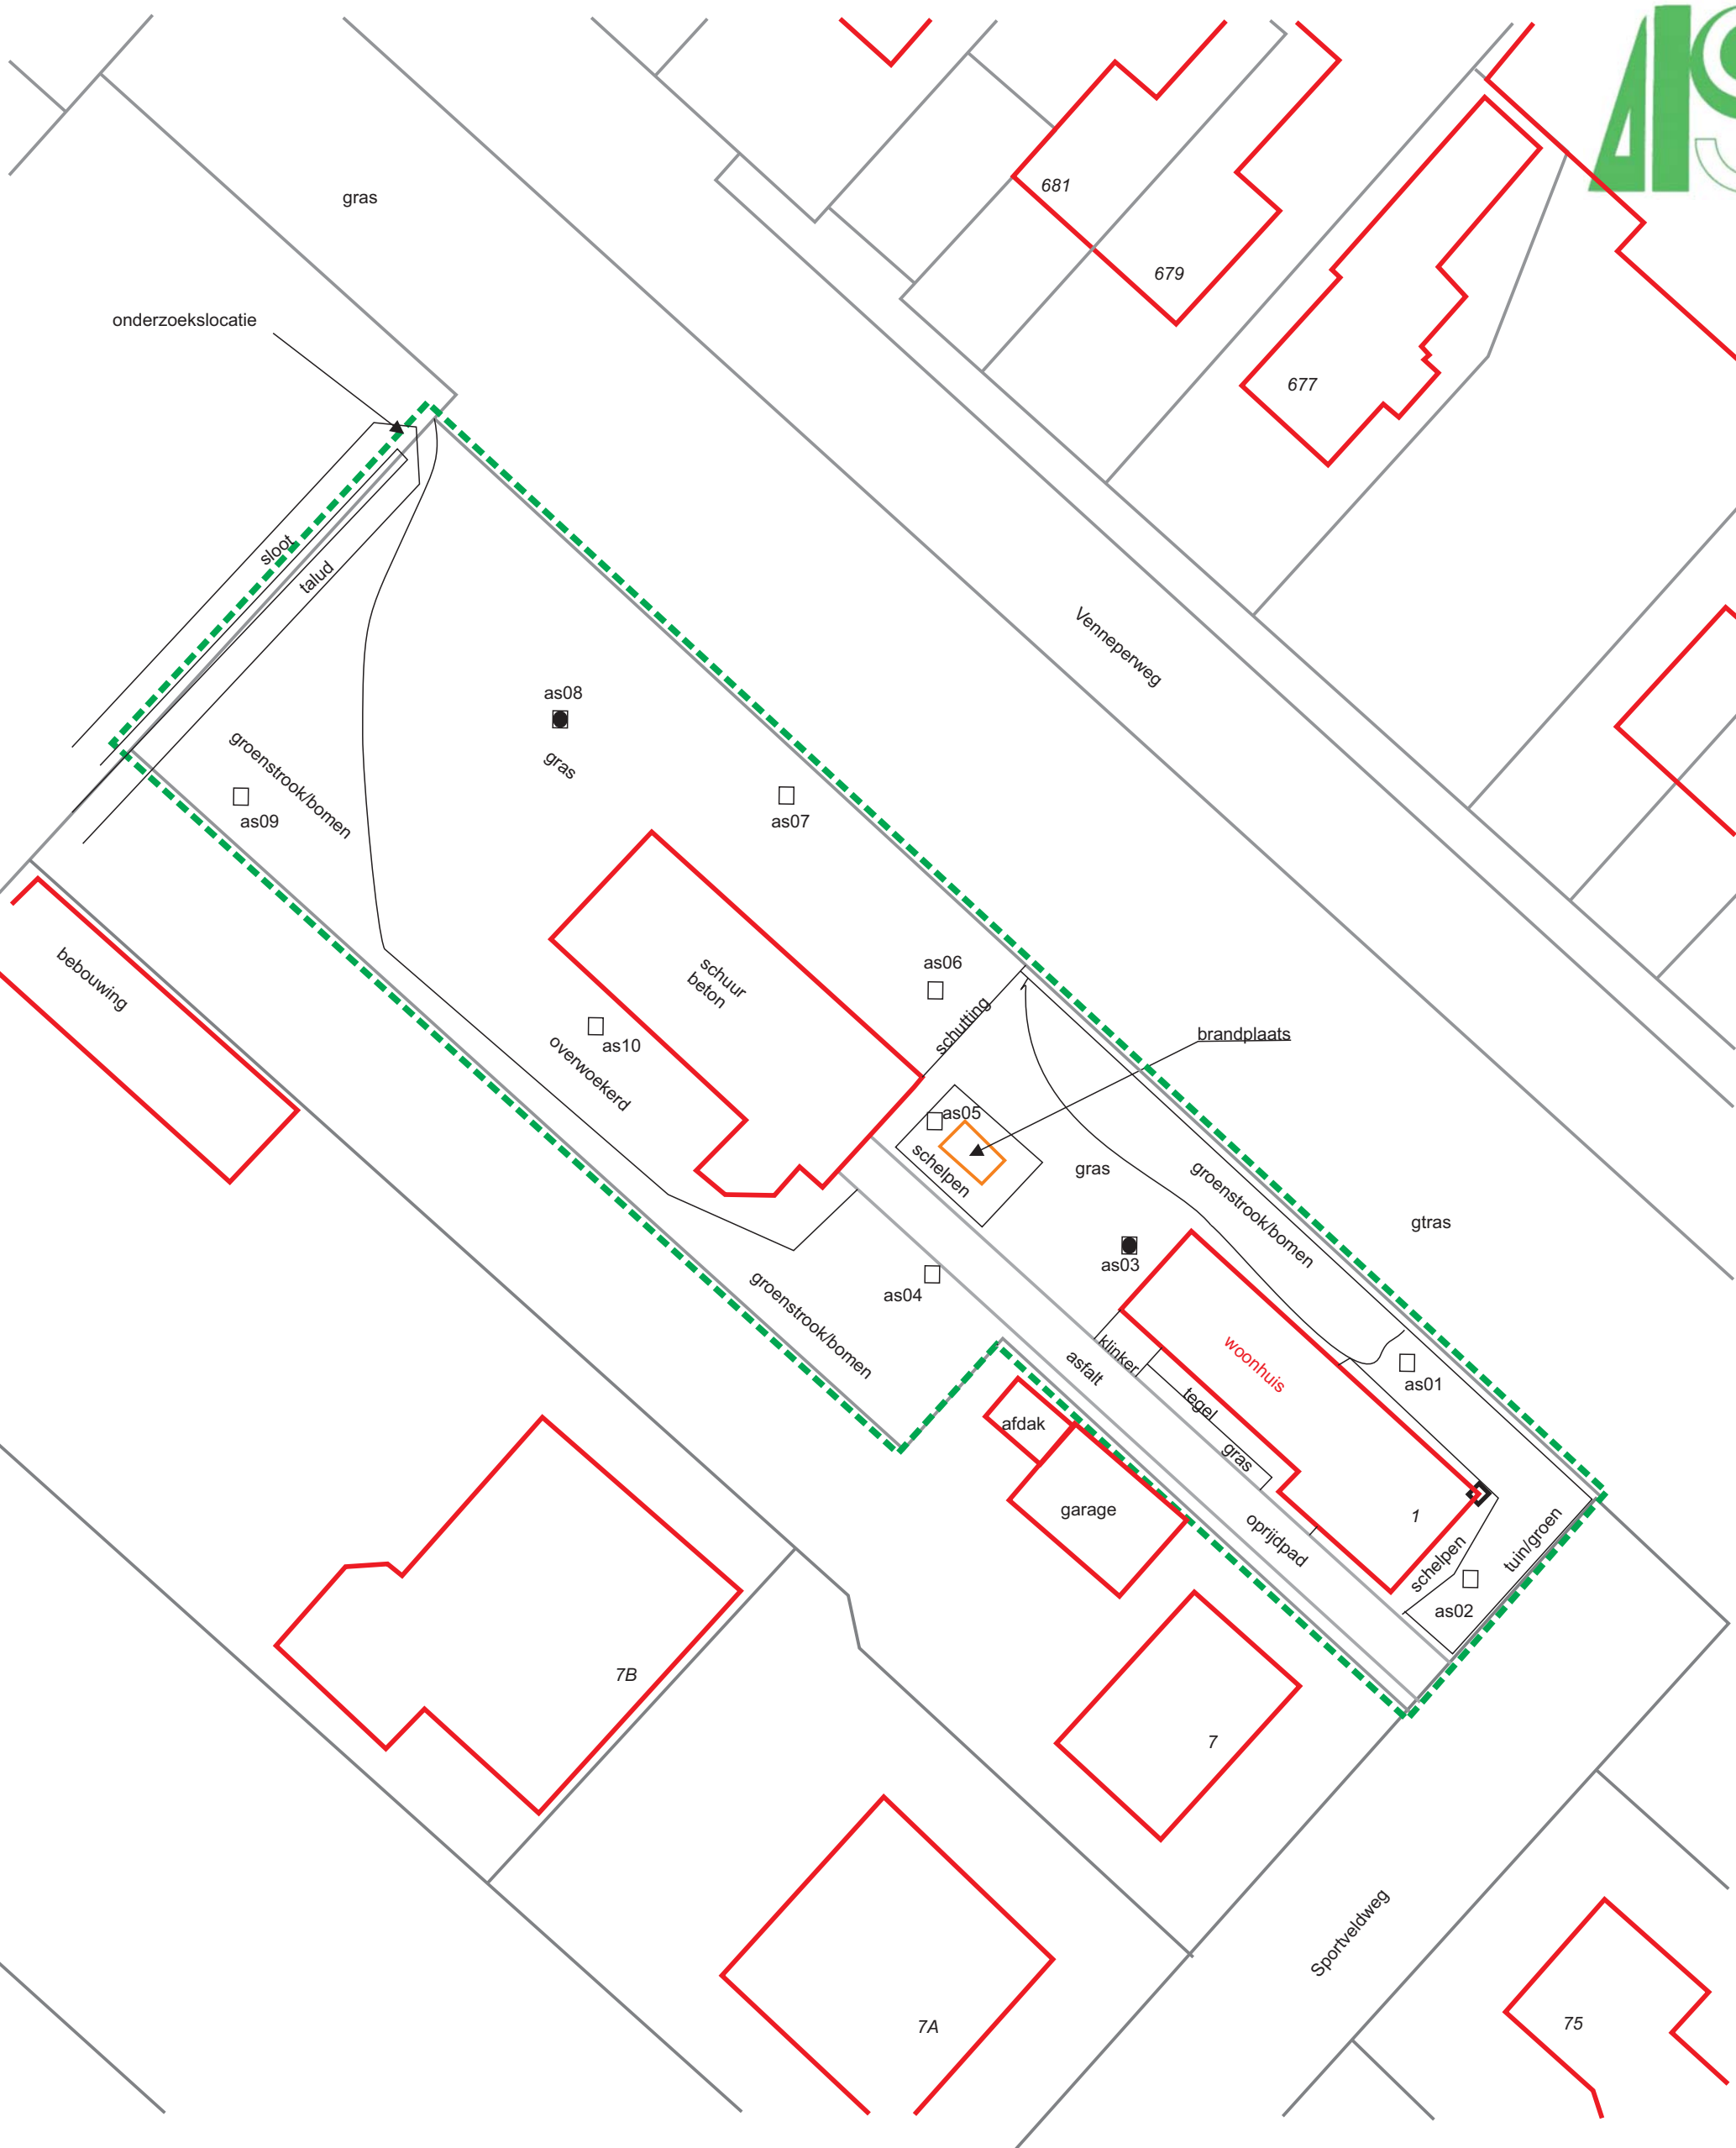 gras
681
679
677
onderzoekslocatie
sloot
talud
Venneperweg
as08
gras
groenstrook/bomen
as09
as07
bebouwing
schuur
beton
as06
schutting
as10
overwoekerd
brandplaats
as05
schelpen
gras
groenstrook/bomen
gtras
as03
as04
groenstrook/bomen
klinker
asfalt
woonhuis
as01
tegel
afdak
gras
garage
1
oprijdpad
schelpen
tuin/groen
as02
7B
7
Sportveldweg
7A
75